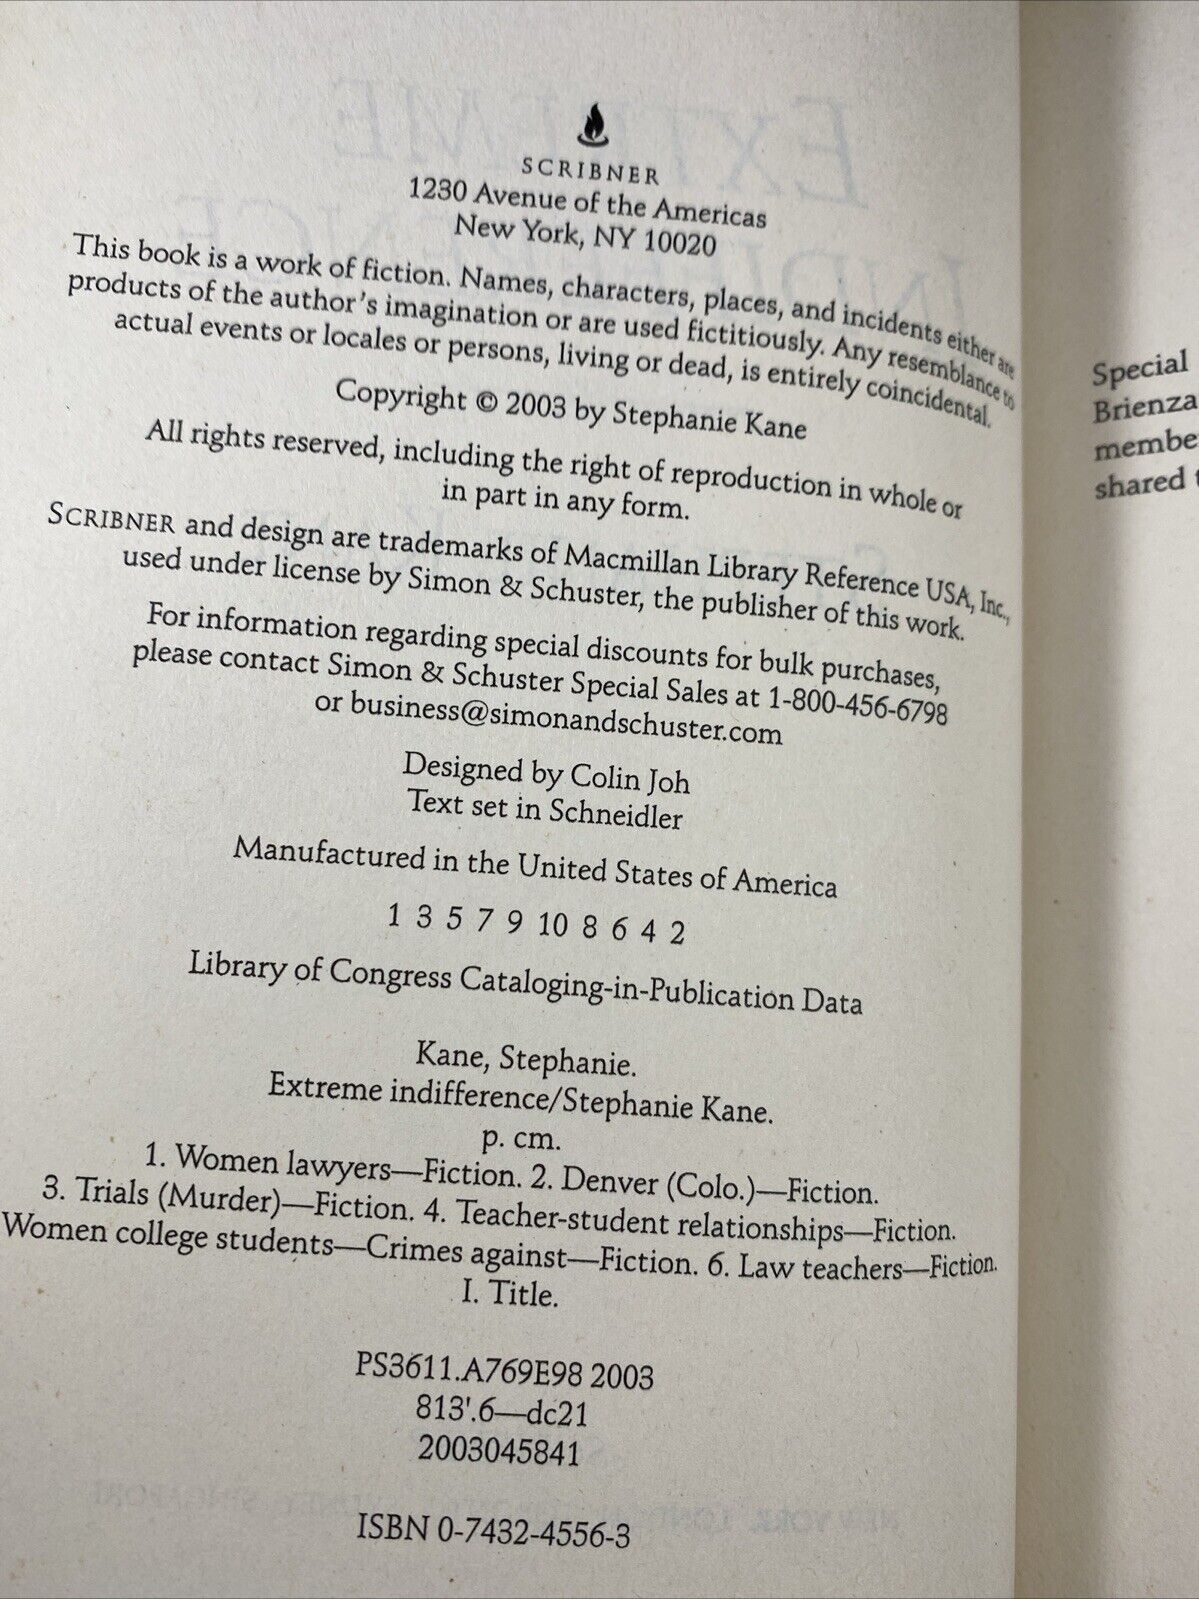 SCRIBNER
1230 Avenue of the Americas
New York, NY 10020
This book is a work of fiction. Names, characters, places, and incidents either are
products of the author's imagination or are used fictitiously. Any resemblance to
actual events or locales or persons, living or dead, is entirely coincidental.
Copyright © 2003 by Stephanie Kane
All rights reserved, including the right of reproduction in whole or
in part in any form.
SCRIBNER and design are trademarks of Macmillan Library Reference USA, Inc.,
used under license by Simon & Schuster, the publisher of this work.
For information regarding special discounts for bulk purchases,
please contact Simon & Schuster Special Sales at 1-800-456-6798
or business@simonandschuster.com
Designed by Colin Joh
Text set in Schneidler
Manufactured in the United States of America
1 3 5 7 9 10 8 6 4 2
Library of Congress Cataloging-in-Publication Data
Kane, Stephanie.
Extreme indifference/Stephanie Kane.
p. cm.
1. Women lawyers—Fiction. 2. Denver (Colo.)—Fiction.
3. Trials (Murder)—Fiction. 4. Teacher-student relationships—Fiction.
Women college students—Crimes against—Fiction. 6. Law teachers—Fiction.
I. Title.
PS3611.A769E98 2003
813'.6—dc21
2003045841
ISBN 0-7432-4556-3
Special
Brienza
membe
shared t